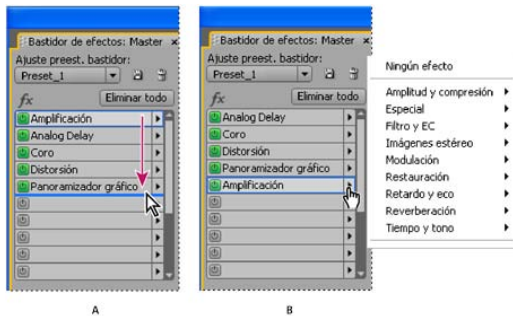 Bastidor de efectos: Master
Ajuste preest. bastidor:
Preset_1
fx
Eliminar todo
Amplificación
Analog Delay
Coro
Distorsión
Panoramizador gráfico
A
Bastidor de efectos: Master
Ajuste preest. bastidor:
Preset_1
fx
Eliminar todo
Analog Delay
Coro
Distorsión
Panoramizador gráfico
Amplificación
B
Ningún efecto
Amplitud y compresión
Especial
Filtro y EC
Imágenes estéreo
Modulación
Restauración
Retardo y eco
Reverberación
Tiempo y tono